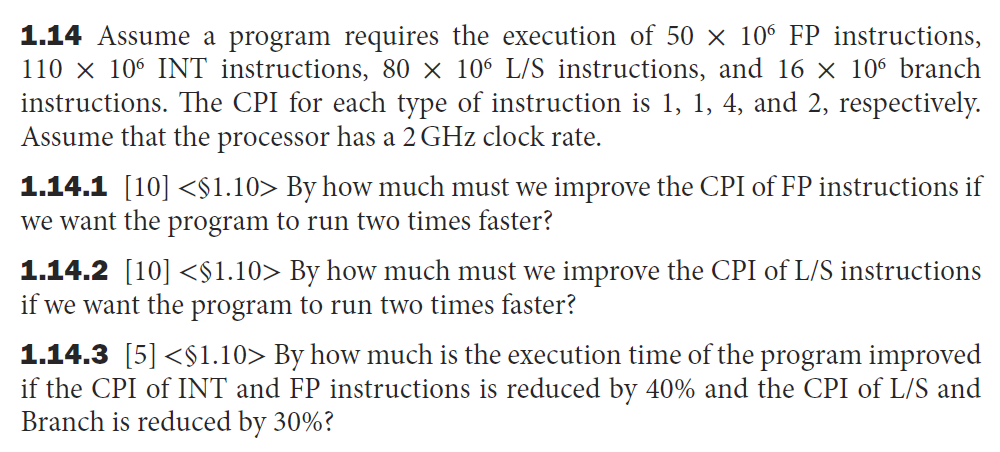 1.14 Assume a program requires the execution of 50 × 10⁶ FP instructions,
110 × 10⁶ INT instructions, 80 × 10⁶ L/S instructions, and 16 × 10⁶ branch
instructions. The CPI for each type of instruction is 1, 1, 4, and 2, respectively.
Assume that the processor has a 2 GHz clock rate.
1.14.1 [10] <§1.10> By how much must we improve the CPI of FP instructions if
we want the program to run two times faster?
1.14.2 [10] <§1.10> By how much must we improve the CPI of L/S instructions
if we want the program to run two times faster?
1.14.3 [5] <§1.10> By how much is the execution time of the program improved
if the CPI of INT and FP instructions is reduced by 40% and the CPI of L/S and
Branch is reduced by 30%?